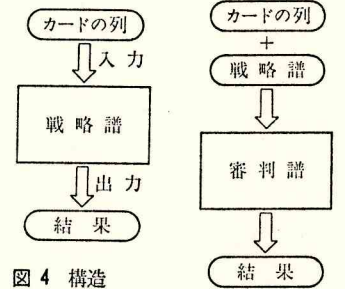 カードの列
入力
戦略譜
出力
結果
図 4 構造
カードの列
+
戦略譜
審判譜
結果